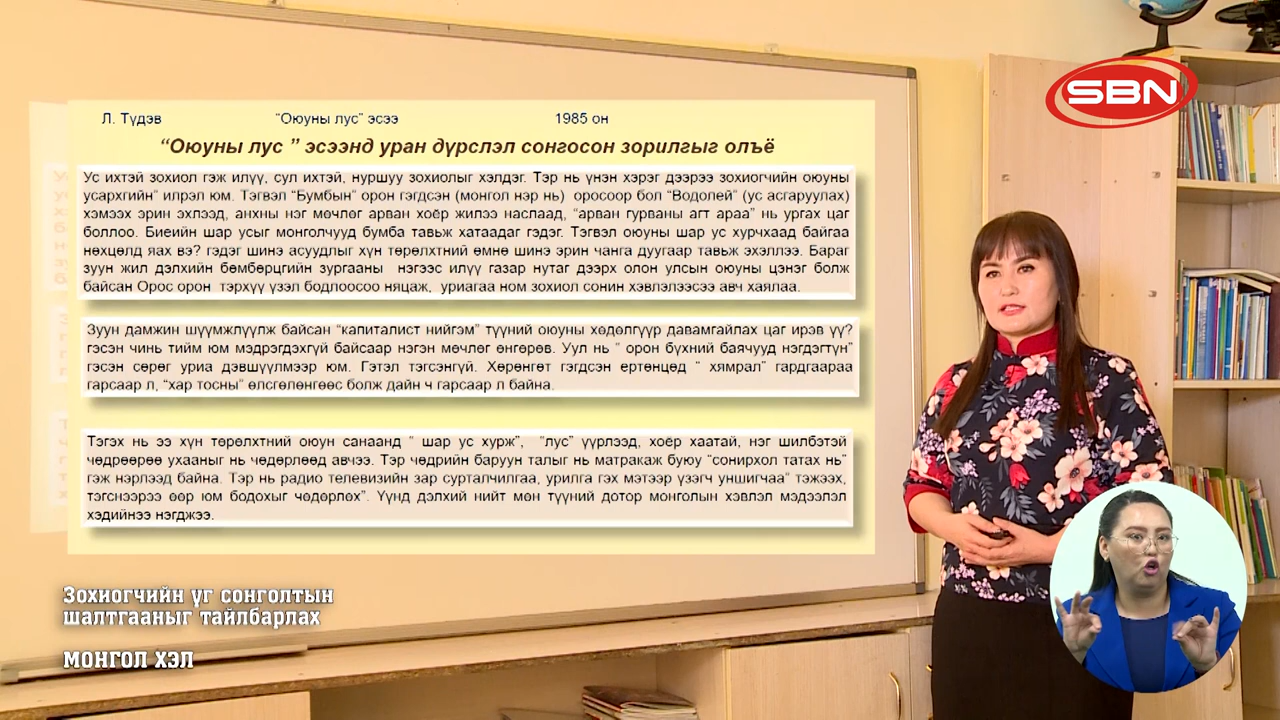 SBN
Л. Түдэв “Оюуны лус” эсээ 1985 он
“Оюуны лус ” эсээнд уран дүрслэл сонгосон зорилгыг олъё
Ус ихтэй зохиол гэж илүү, сул ихтэй, нуршуу зохиолыг хэлдэг. Тэр нь үнэн хэрэг дээрээ зохиогчийн оюуны
усархгийн” илрэл юм. Тэгвэл “Бумбын” орон гэгдсэн (монгол нэр нь) оросоор бол “Водолей” (ус асгаруулах)
хэмээх эрин эхлээд, анхны нэг мөчлөг арван хоёр жилээ наслаад, “арван гурваны агт араа” нь ургах цаг
боллоо. Биеийн шар усыг монголчууд бумба тавьж хатаадаг гэдэг. Тэгвэл оюуны шар ус хурчхаад байгаа
нөхцөлд яах вэ? гэдэг шинэ асуудлыг хүн төрөлхтний өмнө шинэ эрин чанга дуугаар тавьж эхэллээ. Бараг
зуун жил дэлхийн бөмбөрцгийн зургааны нэгээс илүү газар нутаг дээрх олон улсын оюуны цэнэг болж
байсан Орос орон тэрхүү үзэл бодлоосоо няцаж, уриагаа ном зохиол сонин хэвлэлээсээ авч хаялаа.
Зуун дамжин шүүмжлүүлж байсан “капиталист нийгэм” түүний оюуны хөдөлгүүр давамгайлах цаг ирэв үү?
гэсэн чинь тийм юм мэдрэгдэхгүй байсаар нэгэн мөчлөг өнгөрөв. Уул нь “ орон бүхний баячууд нэгдэгтүн”
гэсэн сөрөг уриа дэвшүүлмээр юм. Гэтэл тэгсэнгүй. Хөрөнгөт гэгдсэн ертөнцөд “ хямрал” гардгаараа
гарсаар л, “хар тосны” өлсгөлөнгөөс болж дайн ч гарсаар л байна.
Тэгэх нь ээ хүн төрөлхтний оюун санаанд “ шар ус хурж”, “лус” үүрлээд, хоёр хаатай, нэг шилбэтэй
чөдрөөрөө ухааныг нь чөдөрлөөд авчээ. Тэр чөдрийн баруун талыг нь матракаж буюу “сонирхол татах нь”
гэж нэрлээд байна. Тэр нь радио телевизийн зар сурталчилгаа, урилга гэх мэтээр үзэгч уншигчаа“ тэжээх,
тэгснээрээ өөр юм бодохыг чөдөрлөх”. Үүнд дэлхий нийт мөн түүний дотор монголын хэвлэл мэдээлэл
хэдийнээ нэгджээ.
Зохиогчийн үг сонголтын
шалтгааныг тайлбарлах
МОНГОЛ ХЭЛ